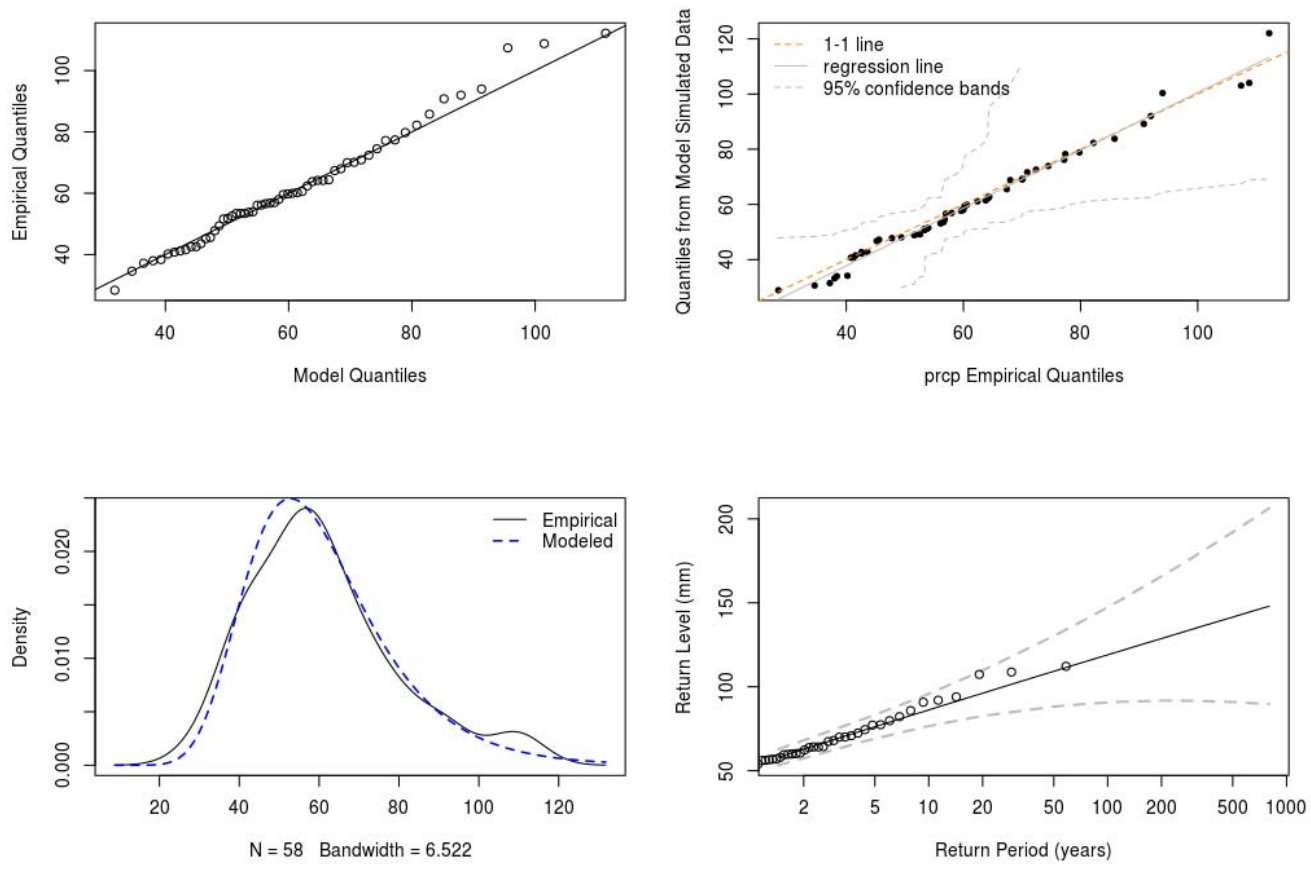 Empirical Quantiles
100
80
60
40
40 60 80 100
Model Quantiles
Quantiles from Model Simulated Data
120
100
80
60
40
1-1 line
regression line
95% confidence bands
40 60 80 100
prcp Empirical Quantiles
Density
0.020
0.010
0.000
Empirical
Modeled
20 40 60 80 100 120
N = 58 Bandwidth = 6.522
Return Level (mm)
200
150
100
50
2 5 10 20 50 100 200 500 1000
Return Period (years)